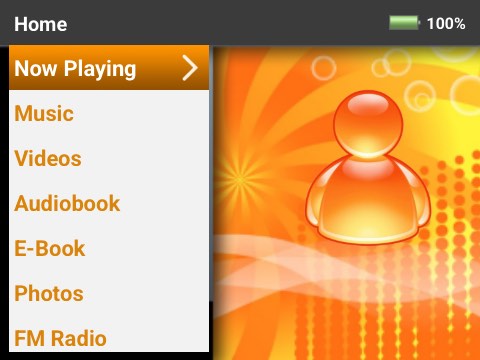 Home
100%
Now Playing
Music
Videos
Audiobook
E-Book
Photos
FM Radio